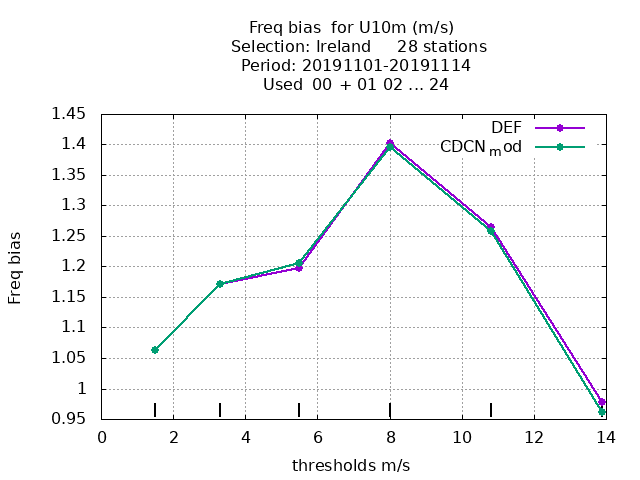 Freq bias  for U10m (m/s)
Selection: Ireland     28 stations
Period: 20191101-20191114
Used  00  + 01 02 ... 24
DEF
CDCNmod
1.45
1.4
1.35
1.3
1.25
1.2
1.15
1.1
1.05
1
0.95
Freq bias
0 2 4 6 8 10 12 14
thresholds m/s